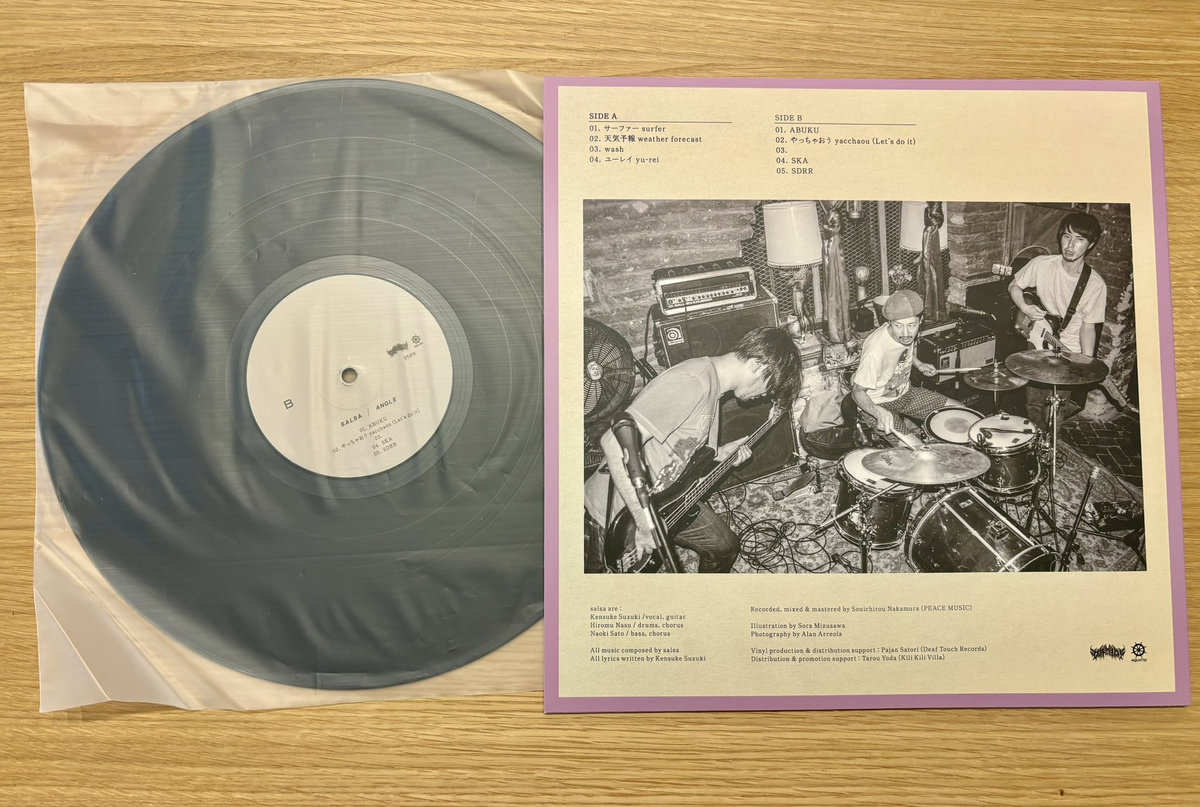 SIDE A
01. サーファー surfer
02. 天気予報 weather forecast
03. wash
04. ユーレイ yu-rei
SIDE B
01. ABUKU
02. やっちゃおう yacchaou (Let's do it)
03.
04. SKA
05. SDRR
B
SALSA / ANGLE
01. ABUKU
02. やっちゃおう yacchaou (Let's do it)
03.
04. SKA
05. SDRR
salsa are :
Kensuke Suzuki /vocal, guitar
Hiromu Nasu / drums, chorus
Naoki Sato / bass, chorus
All music composed by salsa
All lyrics written by Kensuke Suzuki
Recorded, mixed & mastered by Souichirou Nakamura (PEACE MUSIC)
Illustration by Sora Mizusawa
Photography by Alan Arreola
Vinyl production & distribution support : Pajan Satori (Deaf Touch Records)
Distribution & promotion support : Tarou Yoda (Kili Kili Villa)